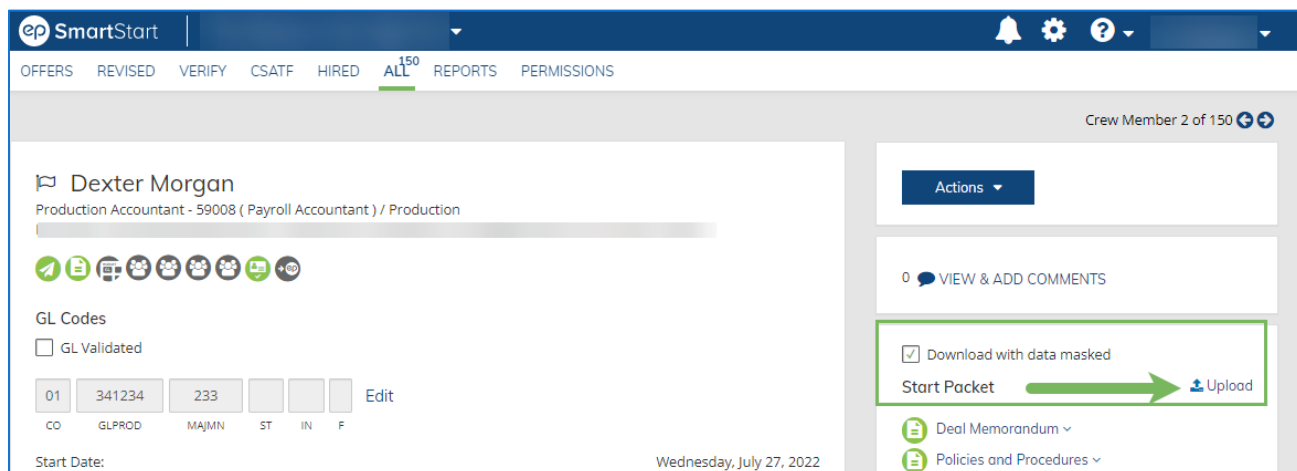 ep SmartStart
OFFERS REVISED VERIFY CSATF HIRED ALL 150 REPORTS PERMISSIONS
Crew Member 2 of 150
Dexter Morgan
Production Accountant - 59008 ( Payroll Accountant ) / Production
GL Codes
GL Validated
01 341234 233 Edit
CO GLPROD MAJMN ST IN F
Start Date: Wednesday, July 27, 2022
Actions
0 VIEW & ADD COMMENTS
Download with data masked
Start Packet Upload
Deal Memorandum
Policies and Procedures